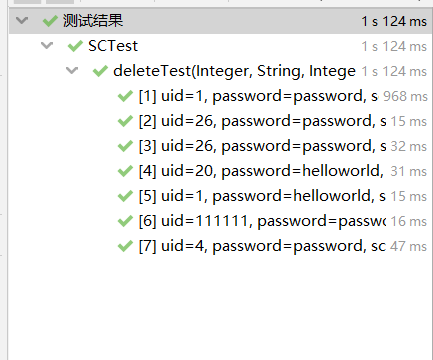 测试结果 1 s 124 ms
SCTest 1 s 124 ms
deleteTest(Integer, String, Intege 1 s 124 ms
[1] uid=1, password=password, s 968 ms
[2] uid=26, password=password, s 15 ms
[3] uid=26, password=password, s 32 ms
[4] uid=20, password=helloworld, 31 ms
[5] uid=1, password=helloworld, s 15 ms
[6] uid=111111, password=passw 16 ms
[7] uid=4, password=password, sc 47 ms